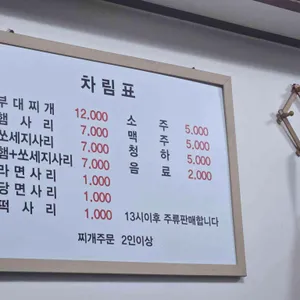 차림표
부대찌개 12,000
햄사리 7,000
쏘세지사리 7,000
햄+쏘세지사리 7,000
라면사리 1,000
당면사리 1,000
떡사리 1,000
소주 5,000
맥주 5,000
청하 5,000
음료 2,000
13시이후 주류판매합니다
찌개주문 2인이상